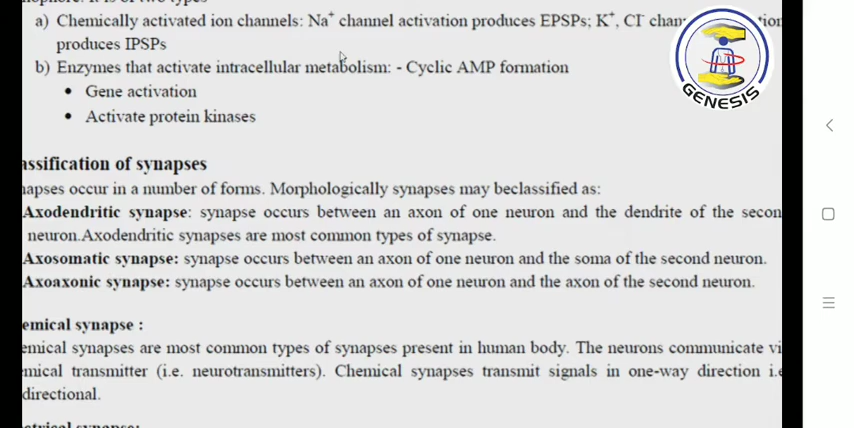 It is of two types
a) Chemically activated ion channels: Na+ channel activation produces EPSPs; K+, Cl- chan
produces IPSPs
b) Enzymes that activate intracellular metabolism: - Cyclic AMP formation
• Gene activation
• Activate protein kinases
assification of synapses
napses occur in a number of forms. Morphologically synapses may beclassified as:
Axodendritic synapse: synapse occurs between an axon of one neuron and the dendrite of the secon
neuron.Axodendritic synapses are most common types of synapse.
Axosomatic synapse: synapse occurs between an axon of one neuron and the soma of the second neuron.
Axoaxonic synapse: synapse occurs between an axon of one neuron and the axon of the second neuron.
emical synapse :
emical synapses are most common types of synapses present in human body. The neurons communicate vi
mical transmitter (i.e. neurotransmitters). Chemical synapses transmit signals in one-way direction i.e
directional.
GENESIS